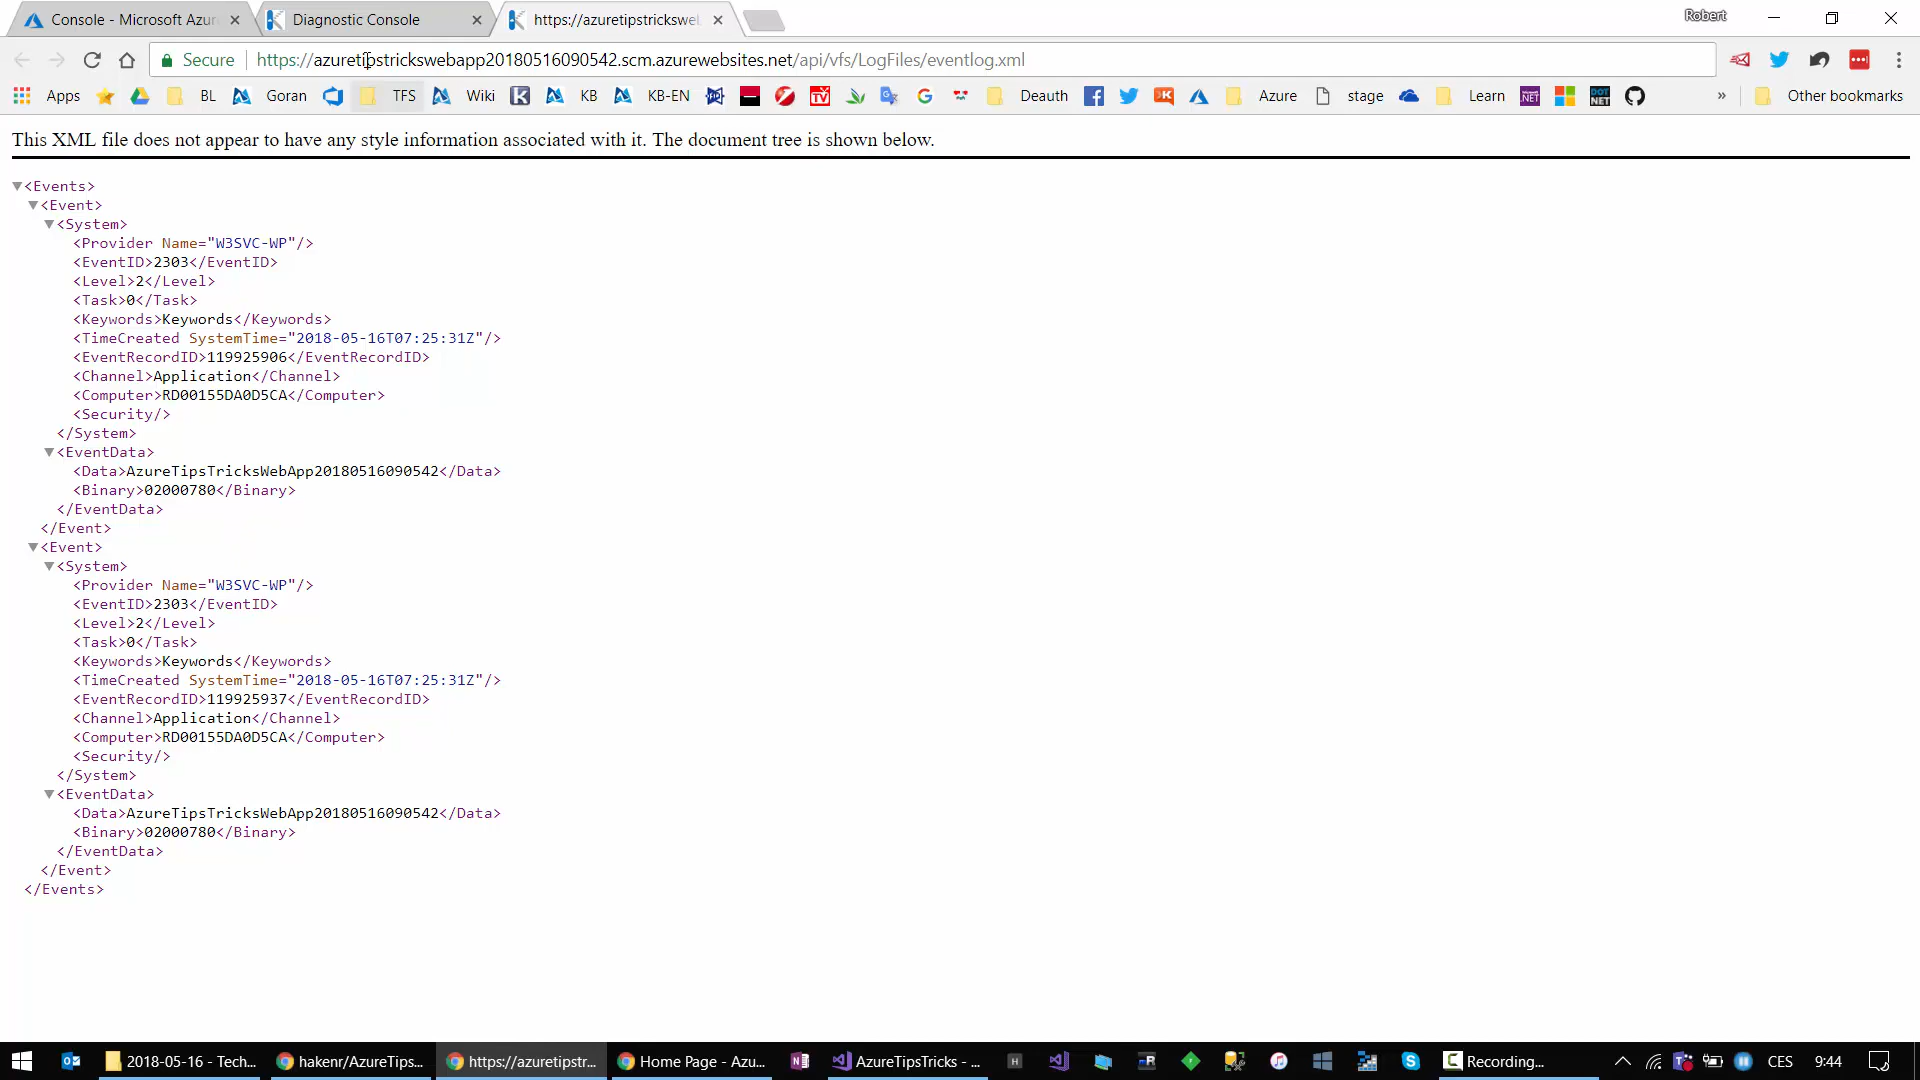 Console - Microsoft Azur
Diagnostic Console
https://azuretipstrickswe
Robert
Secure
https://azuretipstrickswebapp20180516090542.scm.azurewebsites.net/api/vfs/LogFiles/eventlog.xml
Apps BL Goran TFS Wiki KB KB-EN Deauth Azure stage Learn » Other bookmarks
This XML file does not appear to have any style information associated with it. The document tree is shown below.
<Events>
<Event>
<System>
<Provider Name="W3SVC-WP"/>
<EventID>2303</EventID>
<Level>2</Level>
<Task>0</Task>
<Keywords>Keywords</Keywords>
<TimeCreated SystemTime="2018-05-16T07:25:31Z"/>
<EventRecordID>119925906</EventRecordID>
<Channel>Application</Channel>
<Computer>RD00155DA0D5CA</Computer>
<Security/>
</System>
<EventData>
<Data>AzureTipsTricksWebApp20180516090542</Data>
<Binary>02000780</Binary>
</EventData>
</Event>
<Event>
<System>
<Provider Name="W3SVC-WP"/>
<EventID>2303</EventID>
<Level>2</Level>
<Task>0</Task>
<Keywords>Keywords</Keywords>
<TimeCreated SystemTime="2018-05-16T07:25:31Z"/>
<EventRecordID>119925937</EventRecordID>
<Channel>Application</Channel>
<Computer>RD00155DA0D5CA</Computer>
<Security/>
</System>
<EventData>
<Data>AzureTipsTricksWebApp20180516090542</Data>
<Binary>02000780</Binary>
</EventData>
</Event>
</Events>
2018-05-16 - Tech... hakenr/AzureTips... https://azuretipstr... Home Page - Azu... AzureTipsTricks - ... Recording... CES 9:44